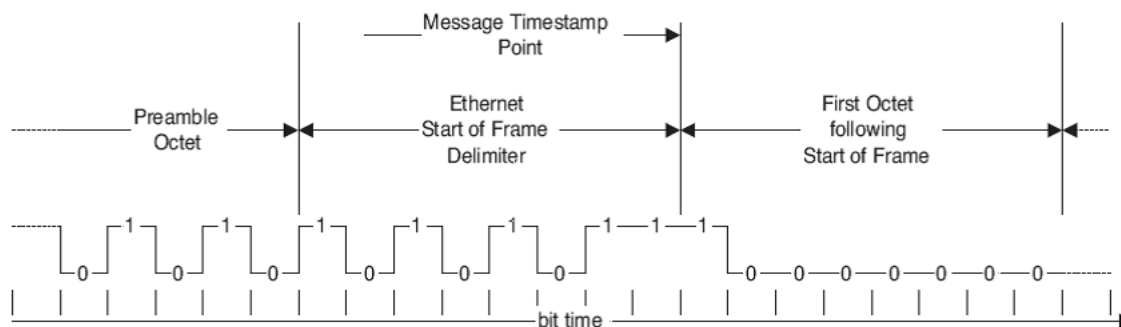 Message Timestamp
Point
Preamble
Octet
Ethernet
Start of Frame
Delimiter
First Octet
following
Start of Frame
0 1 0 1 0 1 0 1 0 1 0 1 1 1 0 0 0 0 0 0 0
bit time